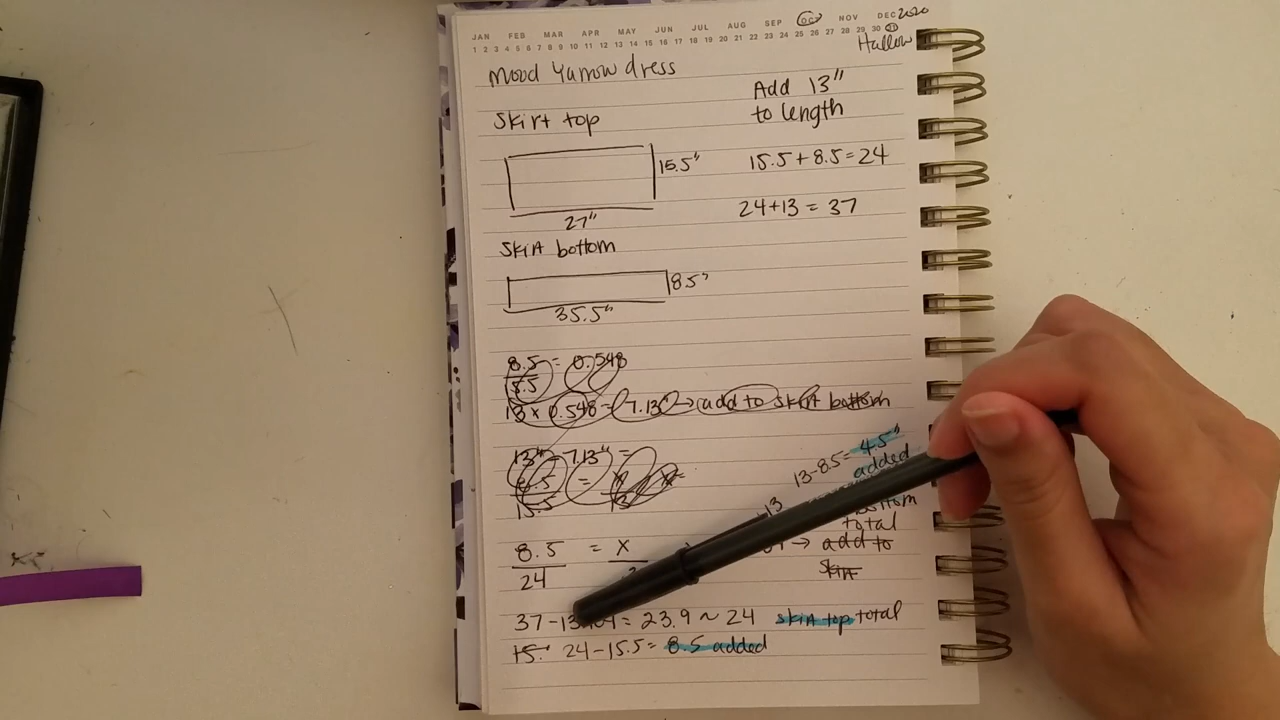 JAN FEB MAR APR MAY JUN JUL AUG SEP OCT NOV DEC 2020
1 2 3 4 5 6 7 8 9 10 11 12 13 14 15 16 17 18 19 20 21 22 23 24 25 26 27 28 29 30 31
Hallow
Mood Yarrow dress
Add 13"
to length
Skirt top
15.5"
15.5 + 8.5 = 24
27"
24 + 13 = 37
Skirt bottom
8.5"
35.5"
8.5 = 0.548
13 x 0.548 = 7.13" → add to skirt bottom
13" - 7.13" =
15.5
13 - 8.5 = 4.5"
added
13
bottom
total
8.5 = x
24
→ add to
skirt
37 - 13. = 23.9 ~ 24 skirt top total
15. 24 - 15.5 = 8.5 added